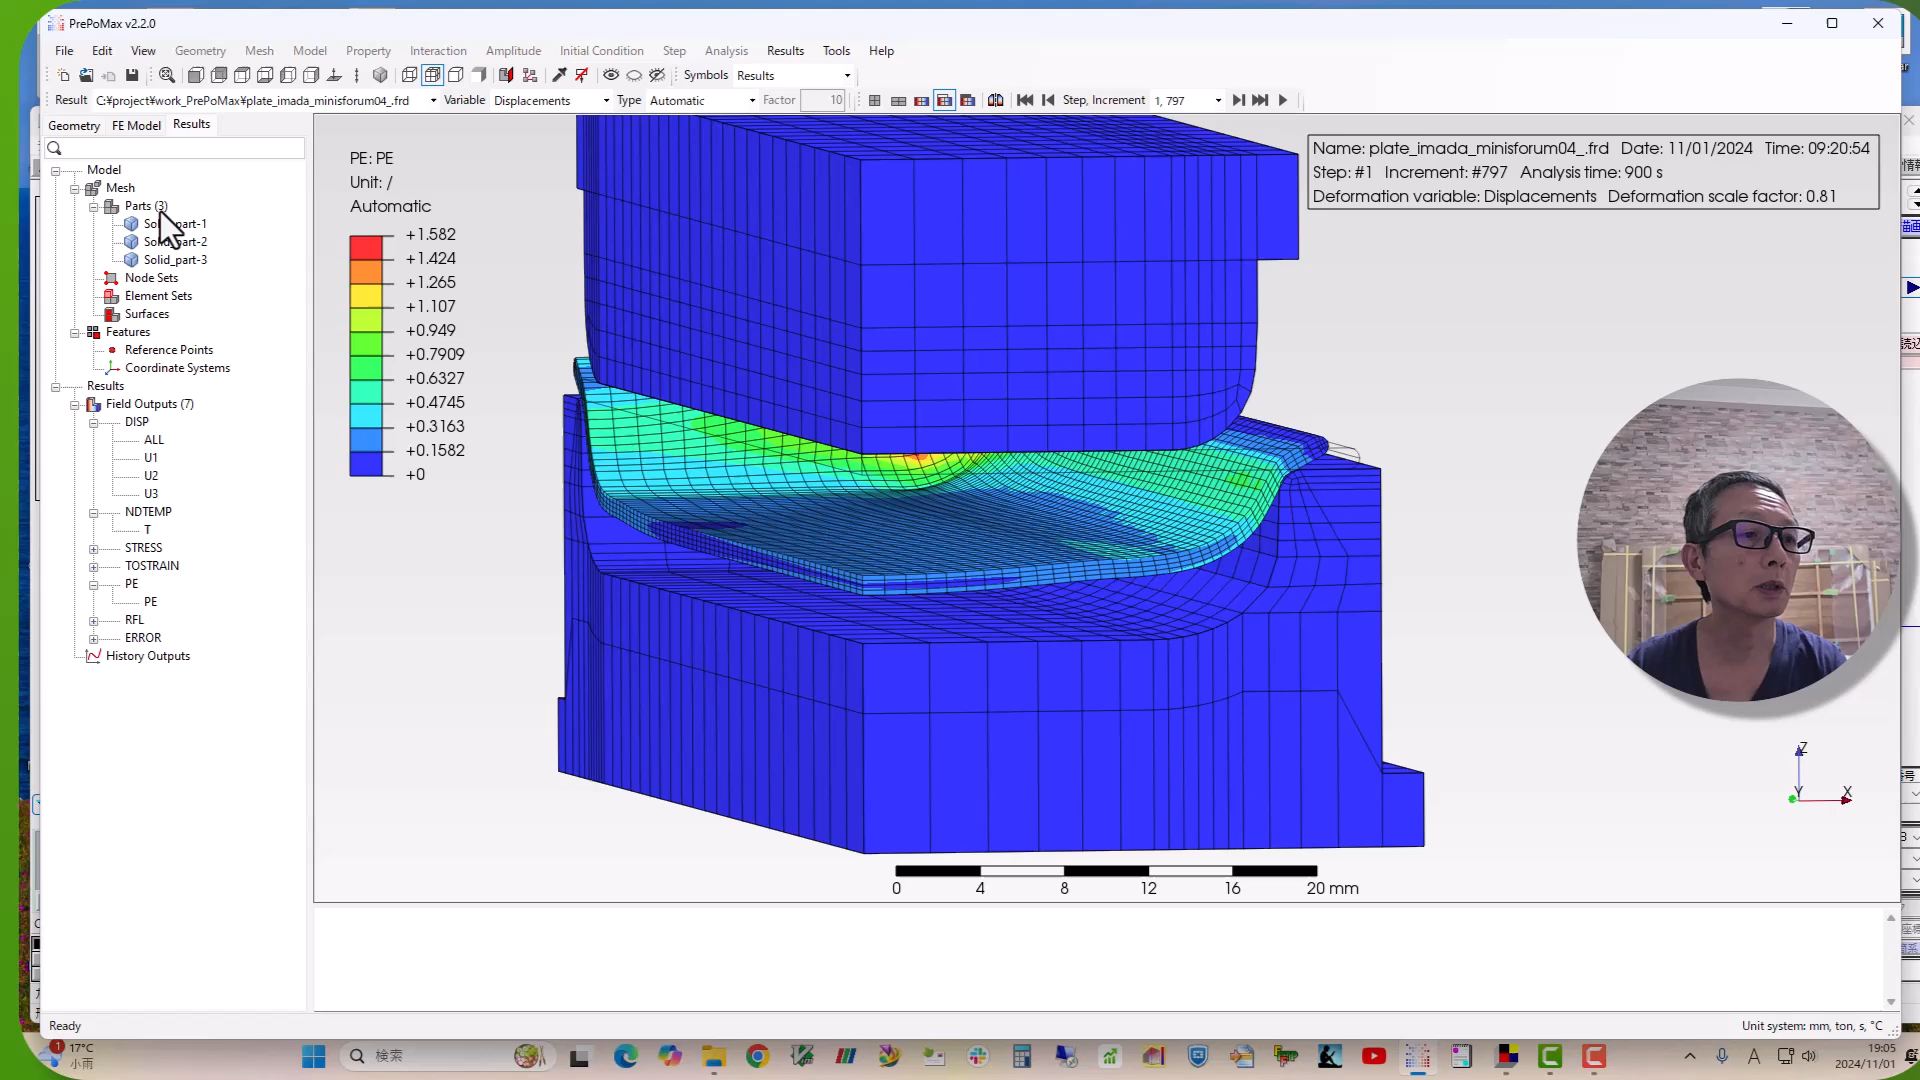 PrePoMax v2.2.0
File Edit View Geometry Mesh Model Property Interaction Amplitude Initial Condition Step Analysis Results Tools Help
Symbols Results
Result C:¥project¥work_PrePoMax¥plate_imada_minisforum04_.frd Variable Displacements Type Automatic Factor 10 Step, Increment 1, 797
Geometry FE Model Results
Model
Mesh
Parts (3)
Solid_part-1
Solid_part-2
Solid_part-3
Node Sets
Element Sets
Surfaces
Features
Reference Points
Coordinate Systems
Results
Field Outputs (7)
DISP
ALL
U1
U2
U3
NDTEMP
T
STRESS
TOSTRAIN
PE
PE
RFL
ERROR
History Outputs
PE: PE
Unit: /
Automatic
+1.582
+1.424
+1.265
+1.107
+0.949
+0.7909
+0.6327
+0.4745
+0.3163
+0.1582
+0
Name: plate_imada_minisforum04_.frd Date: 11/01/2024 Time: 09:20:54
Step: #1 Increment: #797 Analysis time: 900 s
Deformation variable: Displacements Deformation scale factor: 0.81
Z
Y X
0 4 8 12 16 20 mm
Ready
Unit system: mm, ton, s, °C
1
17°C
小雨
検索
A
19:05
2024/11/01